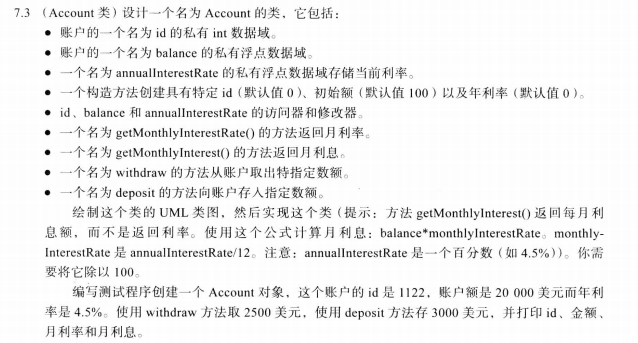 7.3 （Account 类）设计一个名为 Account 的类，它包括：
● 账户的一个名为 id 的私有 int 数据域。
● 账户的一个名为 balance 的私有浮点数据域。
● 一个名为 annualInterestRate 的私有浮点数据域存储当前利率。
● 一个构造方法创建具有特定 id（默认值 0）、初始额（默认值 100）以及年利率（默认值 0）。
● id、balance 和 annualInterestRate 的访问器和修改器。
● 一个名为 getMonthlyInterestRate() 的方法返回月利率。
● 一个名为 getMonthlyInterest() 的方法返回月利息。
● 一个名为 withdraw 的方法从账户取出特指定数额。
● 一个名为 deposit 的方法向账户存入指定数额。
绘制这个类的 UML 类图，然后实现这个类（提示：方法 getMonthlyInterest() 返回每月利
息额，而不是返回利率。使用这个公式计算月利息：balance*monthlyInterestRate。monthly-
InterestRate 是 annualInterestRate/12。注意：annualInterestRate 是一个百分数（如 4.5%））。你需
要将它除以 100。
编写测试程序创建一个 Account 对象，这个账户的 id 是 1122，账户额是 20 000 美元而年利
率是 4.5%。使用 withdraw 方法取 2500 美元，使用 deposit 方法存 3000 美元，并打印 id、金额、
月利率和月利息。